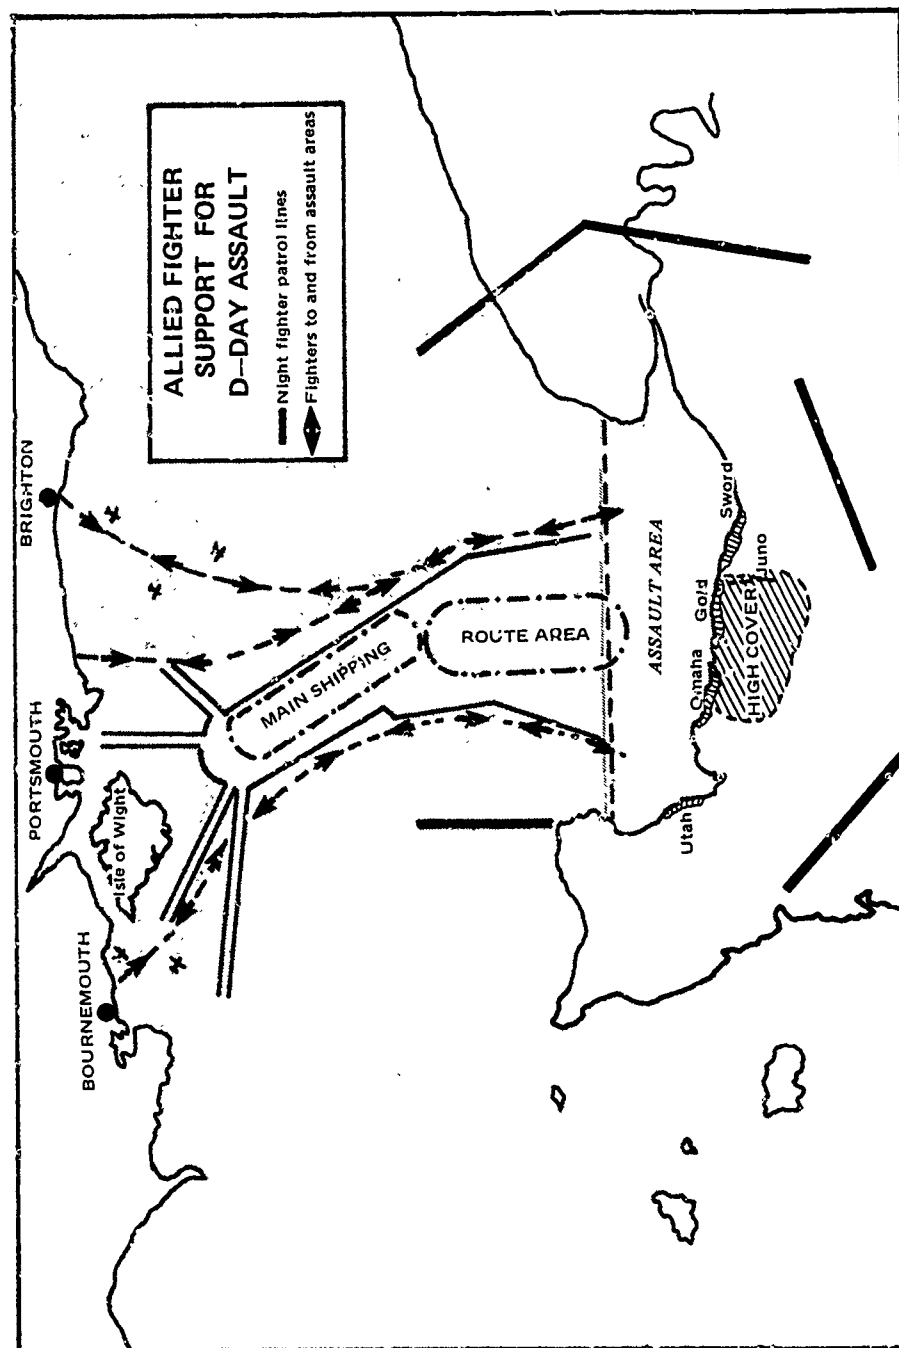 ALLIED FIGHTER
SUPPORT FOR
D–DAY ASSAULT
Night fighter patrol lines
Fighters to and from assault areas
BRIGHTON
PORTSMOUTH
Isle of Wight
BOURNEMOUTH
MAIN SHIPPING
ROUTE AREA
ASSAULT AREA
Sword
Juno
Gold
HIGH COVER
Omaha
Utah